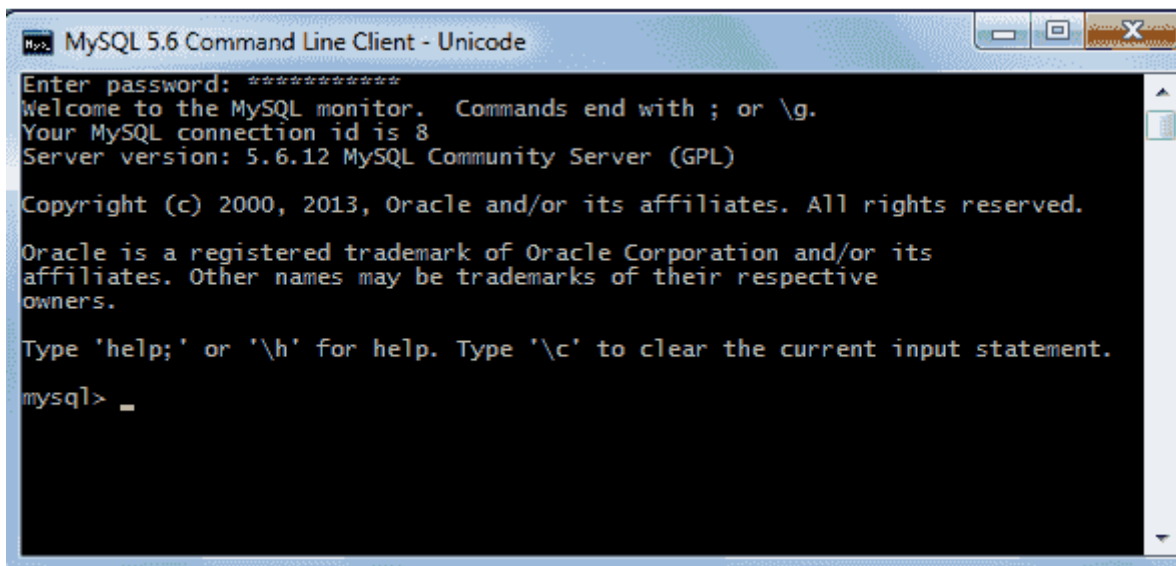 MySQL 5.6 Command Line Client - Unicode
Enter password: ***********
Welcome to the MySQL monitor.  Commands end with ; or \g.
Your MySQL connection id is 8
Server version: 5.6.12 MySQL Community Server (GPL)
Copyright (c) 2000, 2013, Oracle and/or its affiliates. All rights reserved.
Oracle is a registered trademark of Oracle Corporation and/or its
affiliates. Other names may be trademarks of their respective
owners.
Type 'help;' or '\h' for help. Type '\c' to clear the current input statement.
mysql> _